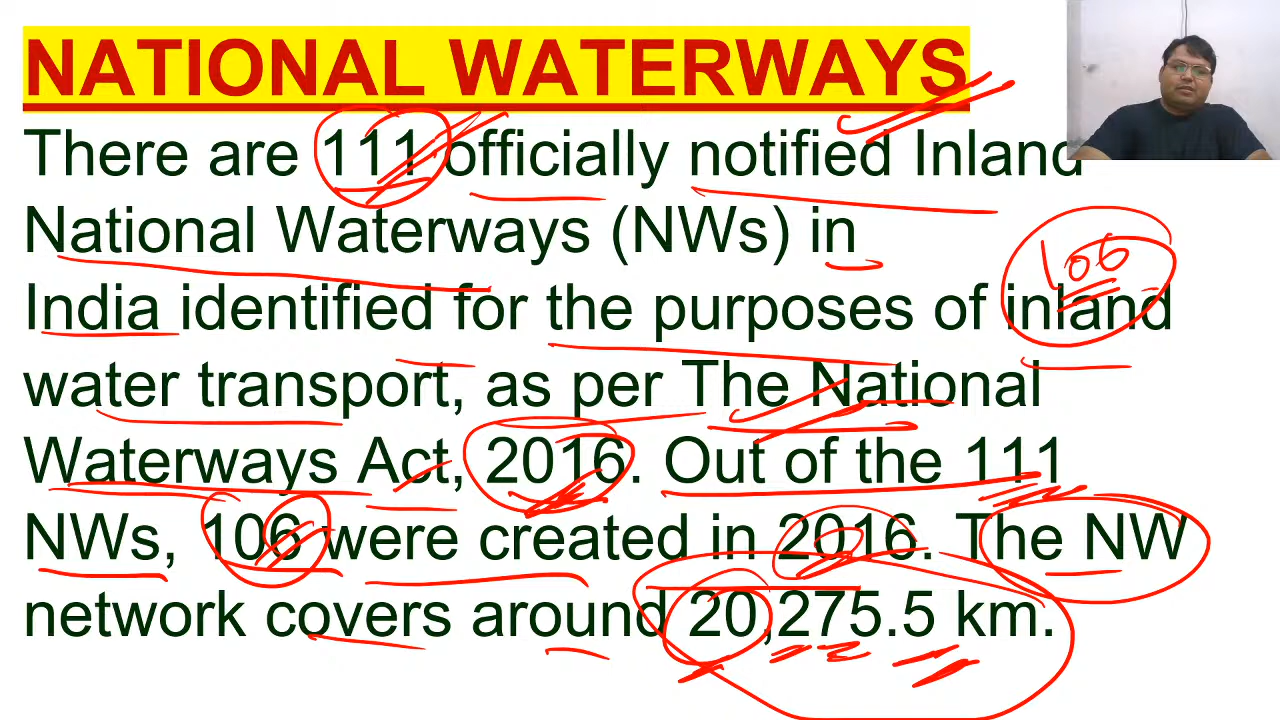 NATIONAL WATERWAYS
There are 111 officially notified Inland
National Waterways (NWs) in
106
India identified for the purposes of inland
water transport, as per The National
Waterways Act, 2016. Out of the 111
NWs, 106 were created in 2016. The NW
network covers around 20,275.5 km.